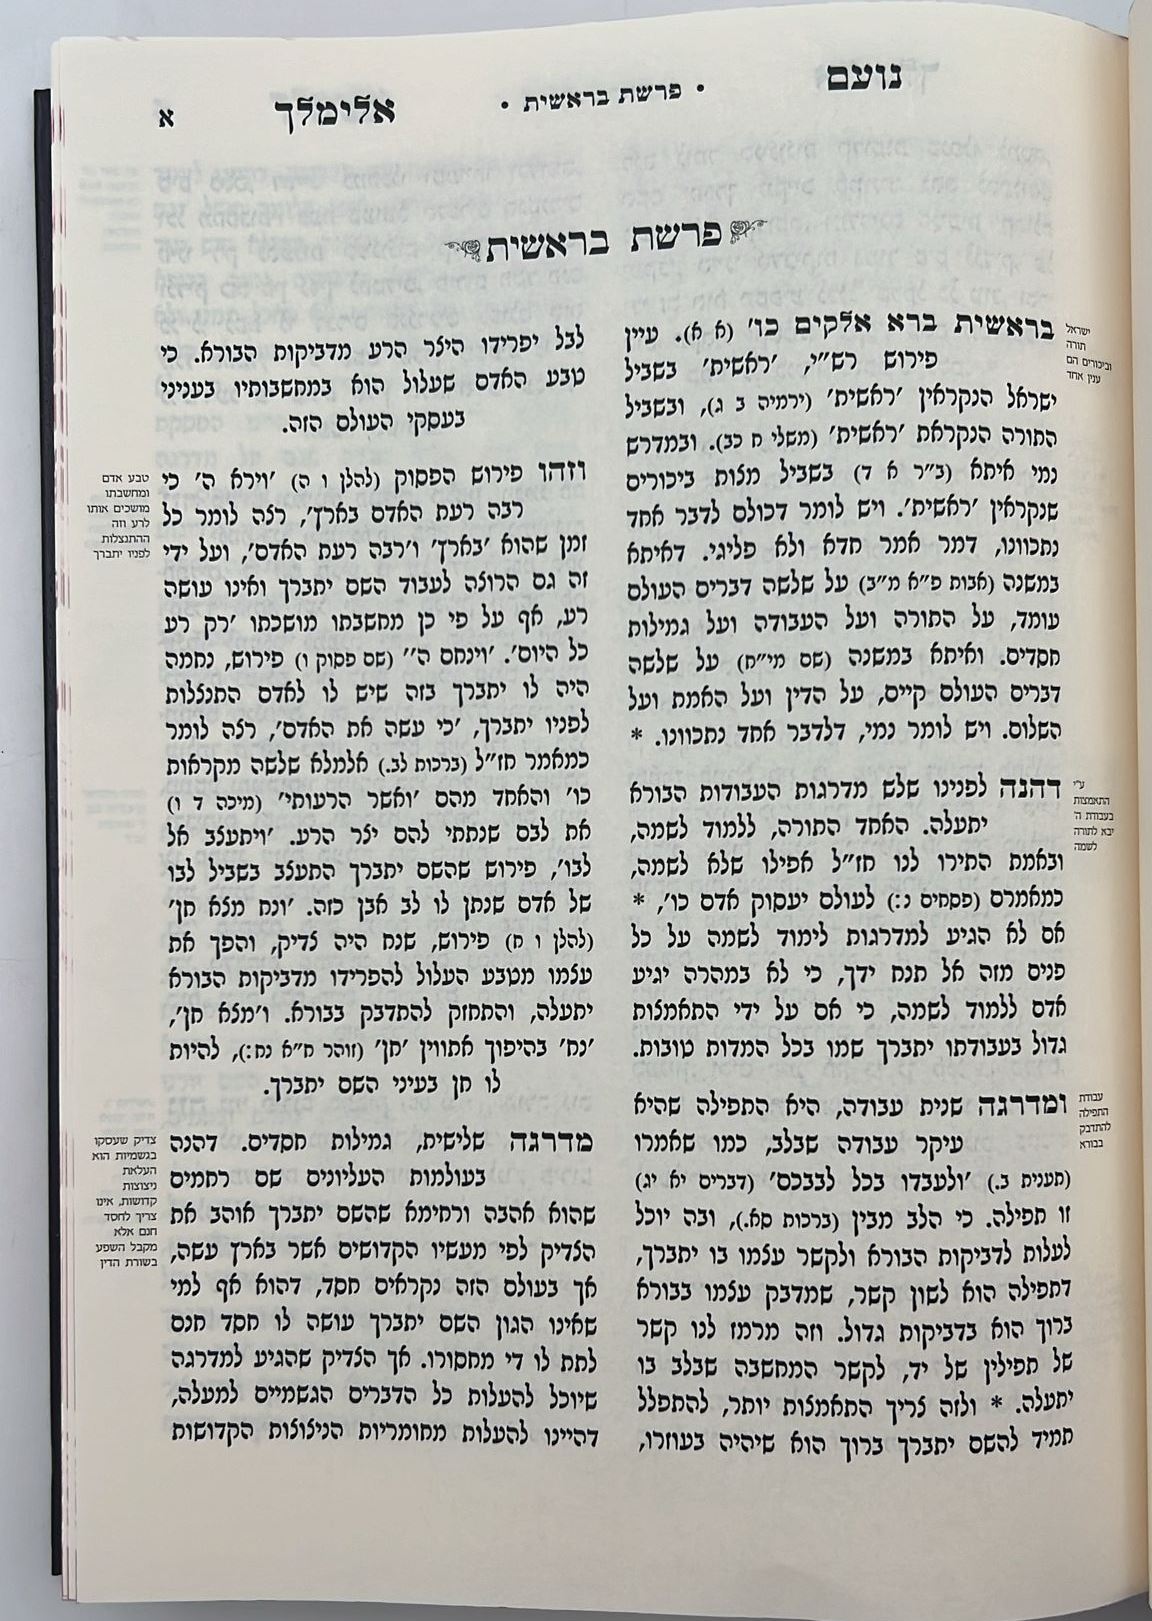 נועם
• פרשת בראשית •
אלימלך
א
פרשת בראשית
בראשית ברא אלקים כו' (א א). עיין
פירוש רש"י, 'ראשית' בשביל
ישראל הנקראין 'ראשית' (ירמיה ב ג), ובשביל
התורה הנקראת 'ראשית' (משלי ח כב). ובמדרש
נמי איתא (ב"ר א ד) בשביל מצות ביכורים
שנקראין 'ראשית'. ויש לומר דכולם לדבר אחד
נתכוונו, דמר אמר חדא ולא פליגי. דאיתא
במשנה (אבות פ"א מ"ב) על שלשה דברים העולם
עומד, על התורה ועל העבודה ועל גמילות
חסדים. ואיתא במשנה (שם מי"ח) על שלשה
דברים העולם קיים, על הדין ועל האמת ועל
השלום. ויש לומר נמי, דלדבר אחד נתכוונו. *
דהנה לפנינו שלש מדרגות העבודות הבורא
יתעלה. האחד התורה, ללמוד לשמה,
ובאמת התירו לנו חז"ל אפילו שלא לשמה,
כמאמרם (פסחים נ:) לעולם יעסוק אדם כו', *
אם לא הגיע למדרגות לימוד לשמה על כל
פנים מזה אל תנח ידך, כי לא במהרה יגיע
אדם ללמוד לשמה, כי אם על ידי התאמצות
גדול בעבודתו יתברך שמו בכל המדות טובות.
ומדרגה שנית עבודה, היא התפילה שהיא
עיקר עבודה שבלב, כמו שאמרו
(תענית ב.) 'ולעבדו בכל לבבכם' (דברים יא יג)
זו תפילה. כי הלב מבין (ברכות סא.), ובה יוכל
לעלות לדביקות הבורא ולקשר עצמו בו יתברך,
דתפילה הוא לשון קשר, שמדבק עצמו בבורא
ברוך הוא בדביקות גדול. וזה מרמז לנו קשר
של תפילין של יד, לקשר המחשבה שבלב בו
יתעלה. * ולזה צריך התאמצות יותר, להתפלל
תמיד להשם יתברך ברוך הוא שיהיה בעוזרו,
ישראל
תורה
וביכורים הם
ענין אחד
ע"י
התאמצות
בעבודת ה'
יבא לתורה
לשמה
עבודת
התפילה
להתדבק
בבורא
לבל יפרידו היצר הרע מדביקות הבורא. כי
טבע האדם שעלול הוא במחשבותיו בעניני
בעסקי העולם הזה.
וזהו פירוש הפסוק (להלן ו ה) 'וירא ה' כי
רבה רעת האדם בארץ', רצה לומר כל
זמן שהוא 'בארץ' ו'רבה רעת האדם', ועל ידי
זה גם הרוצה לעבוד השם יתברך ואינו עושה
רע, אף על פי כן מחשבתו מושכתו 'רק רע
כל היום'. 'וינחם ה'' (שם פסוק ו) פירוש, נחמה
היה לו יתברך בזה שיש לו לאדם התנצלות
לפניו יתברך, 'כי עשה את האדם', רצה לומר
כמאמר חז"ל (ברכות לב.) אלמלא שלשה מקראות
כו' והאחד מהם 'ואשר הרעותי' (מיכה ד ו)
את לבם שנתתי להם יצר הרע. 'ויתעצב אל
לבו', פירוש שהשם יתברך התעצב בשביל לבו
של אדם שנתן לו לב אבן כזה. 'ונח מצא חן'
(להלן ו ח) פירוש, שנח היה צדיק, והפך את
עצמו מטבע העלול להפרידו מדביקות הבורא
יתעלה, והתחזק להתדבק בבורא. ו'מצא חן',
'נח' בהיפוך אתווין 'חן' (זוהר ח"א נח:), להיות
לו חן בעיני השם יתברך.
מדרגה שלישית, גמילות חסדים. דהנה
בעולמות העליונים שם רחמים
שהוא אהבה ורחימא שהשם יתברך אוהב את
הצדיק לפי מעשיו הקדושים אשר בארץ עשה,
אך בעולם הזה נקראים חסד, דהוא אף למי
שאינו הגון השם יתברך עושה לו חסד חנם
לתת לו די מחסורו. אך הצדיק שהגיע למדרגה
שיוכל להעלות כל הדברים הגשמיים למעלה,
דהיינו להעלות מחומריות הניצוצות הקדושות
טבע אדם
ומחשבתו
מושכים אותו
לרע וזה
ההתנצלות
לפניו יתברך
צדיק שעסקו
בגשמיות הוא
העלאת
ניצוצות
קדושות, אינו
צריך לחסד
חנם אלא
מקבל השפע
בשורת הדין